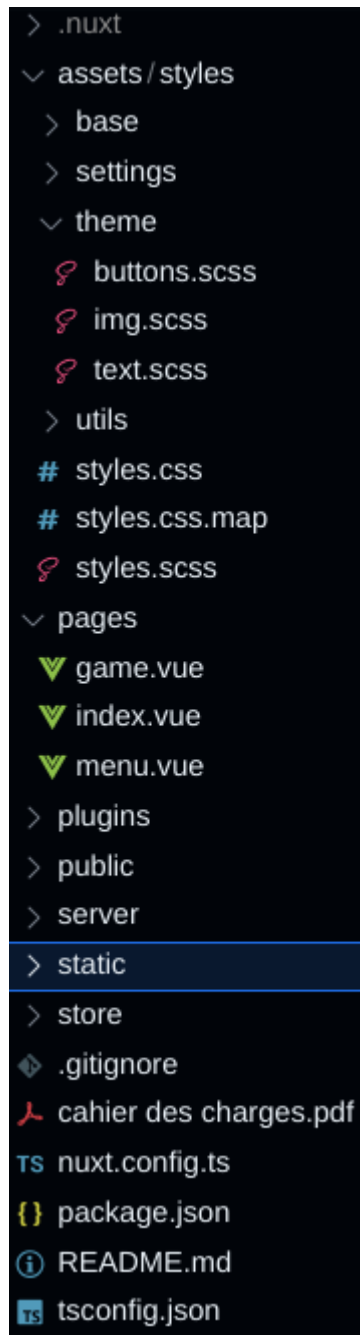 .nuxt
assets/styles
base
settings
theme
buttons.scss
img.scss
text.scss
utils
# styles.css
# styles.css.map
styles.scss
pages
game.vue
index.vue
menu.vue
plugins
public
server
static
store
.gitignore
cahier des charges.pdf
TS nuxt.config.ts
{} package.json
README.md
TS tsconfig.json